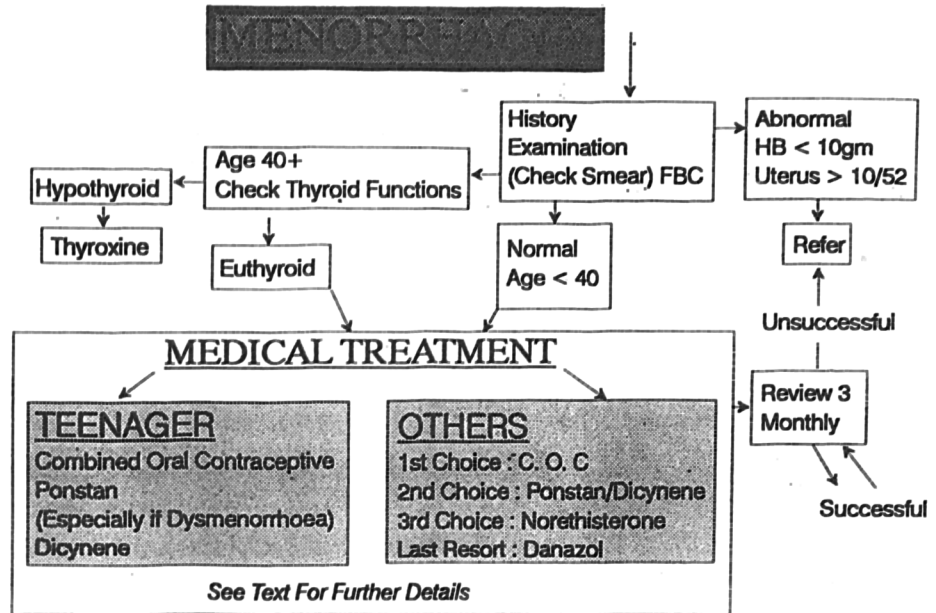 MENORRHAGIA
History
Examination
(Check Smear) FBC
Abnormal
HB < 10gm
Uterus > 10/52
Age 40+
Check Thyroid Functions
Hypothyroid
Thyroxine
Euthyroid
Normal
Age < 40
Refer
Unsuccessful
MEDICAL TREATMENT
Review 3
Monthly
Successful
TEENAGER
Combined Oral Contraceptive
Ponstan
(Especially if Dysmenorrhoea)
Dicynene
OTHERS
1st Choice : C. O. C
2nd Choice : Ponstan/Dicynene
3rd Choice : Norethisterone
Last Resort : Danazol
See Text For Further Details